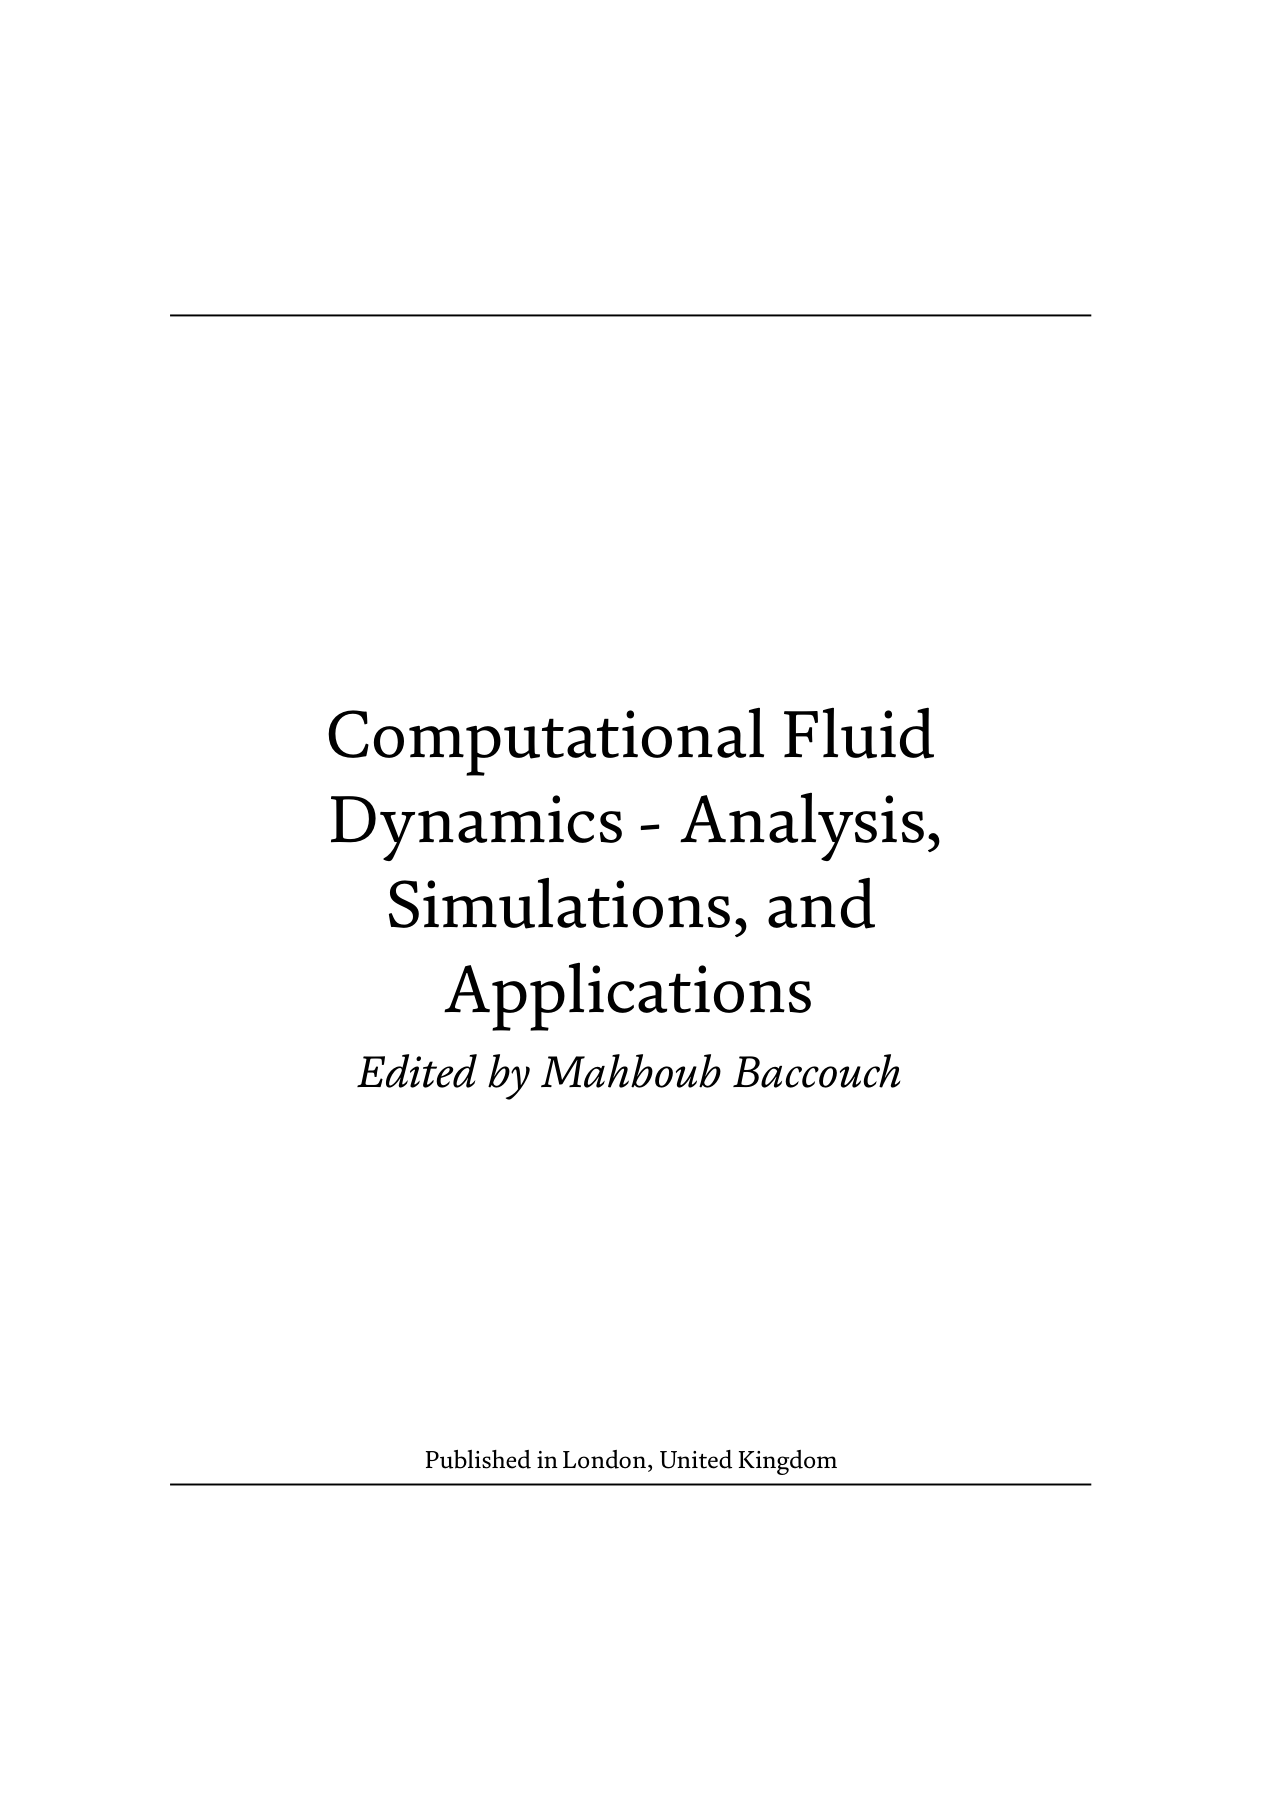 Computational Fluid
Dynamics - Analysis,
Simulations, and
Applications
Edited by Mahboub Baccouch
Published in London, United Kingdom